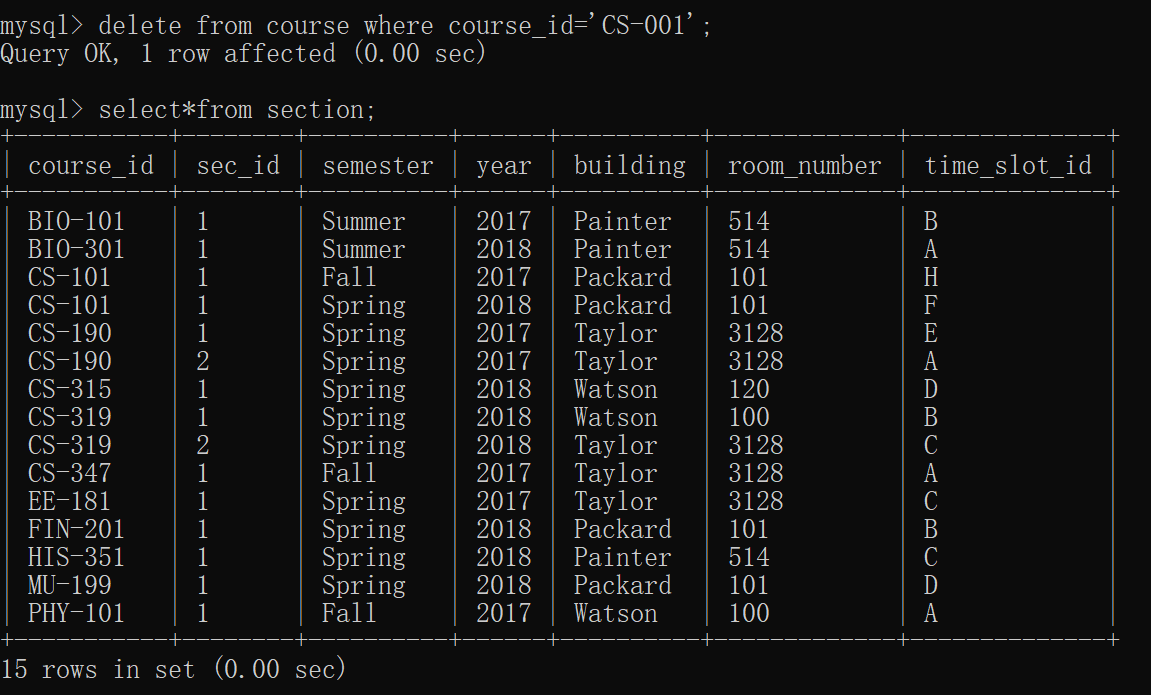 mysql> delete from course where course_id='CS-001';
Query OK, 1 row affected (0.00 sec)
mysql> select*from section;
+-----------+--------+----------+------+----------+-------------+--------------+
| course_id | sec_id | semester | year | building | room_number | time_slot_id |
+-----------+--------+----------+------+----------+-------------+--------------+
| BIO-101 | 1 | Summer | 2017 | Painter | 514 | B |
| BIO-301 | 1 | Summer | 2018 | Painter | 514 | A |
| CS-101 | 1 | Fall | 2017 | Packard | 101 | H |
| CS-101 | 1 | Spring | 2018 | Packard | 101 | F |
| CS-190 | 1 | Spring | 2017 | Taylor | 3128 | E |
| CS-190 | 2 | Spring | 2017 | Taylor | 3128 | A |
| CS-315 | 1 | Spring | 2018 | Watson | 120 | D |
| CS-319 | 1 | Spring | 2018 | Watson | 100 | B |
| CS-319 | 2 | Spring | 2018 | Taylor | 3128 | C |
| CS-347 | 1 | Fall | 2017 | Taylor | 3128 | A |
| EE-181 | 1 | Spring | 2017 | Taylor | 3128 | C |
| FIN-201 | 1 | Spring | 2018 | Packard | 101 | B |
| HIS-351 | 1 | Spring | 2018 | Painter | 514 | C |
| MU-199 | 1 | Spring | 2018 | Packard | 101 | D |
| PHY-101 | 1 | Fall | 2017 | Watson | 100 | A |
+-----------+--------+----------+------+----------+-------------+--------------+
15 rows in set (0.00 sec)